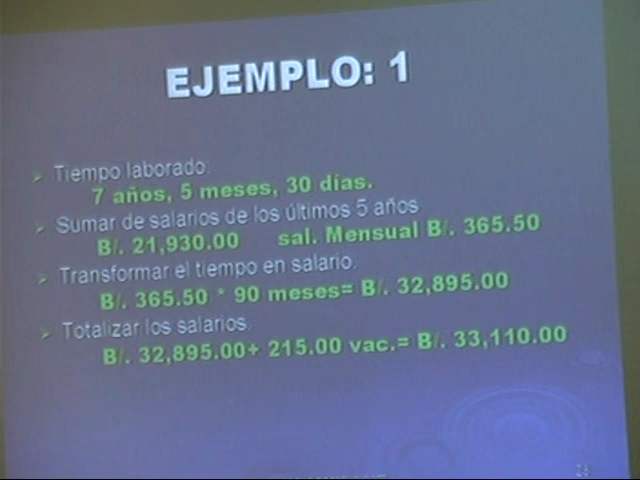 EJEMPLO: 1
Tiempo laborado:
7 años, 5 meses, 30 días.
Sumar de salarios de los últimos 5 años
B/. 21,930.00 sal. Mensual B/. 365.50
Transformar el tiempo en salario.
B/. 365.50 * 90 meses= B/. 32,895.00
Totalizar los salarios.
B/. 32,895.00+ 215.00 vac.= B/. 33,110.00